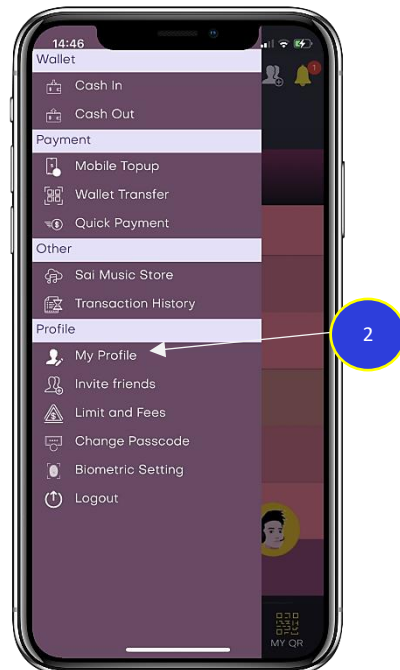 14:46
Wallet
Cash In
Cash Out
Payment
Mobile Topup
Wallet Transfer
Quick Payment
Other
Sai Music Store
Transaction History
Profile
My Profile
Invite friends
Limit and Fees
Change Passcode
Biometric Setting
Logout
1
2
MY QR